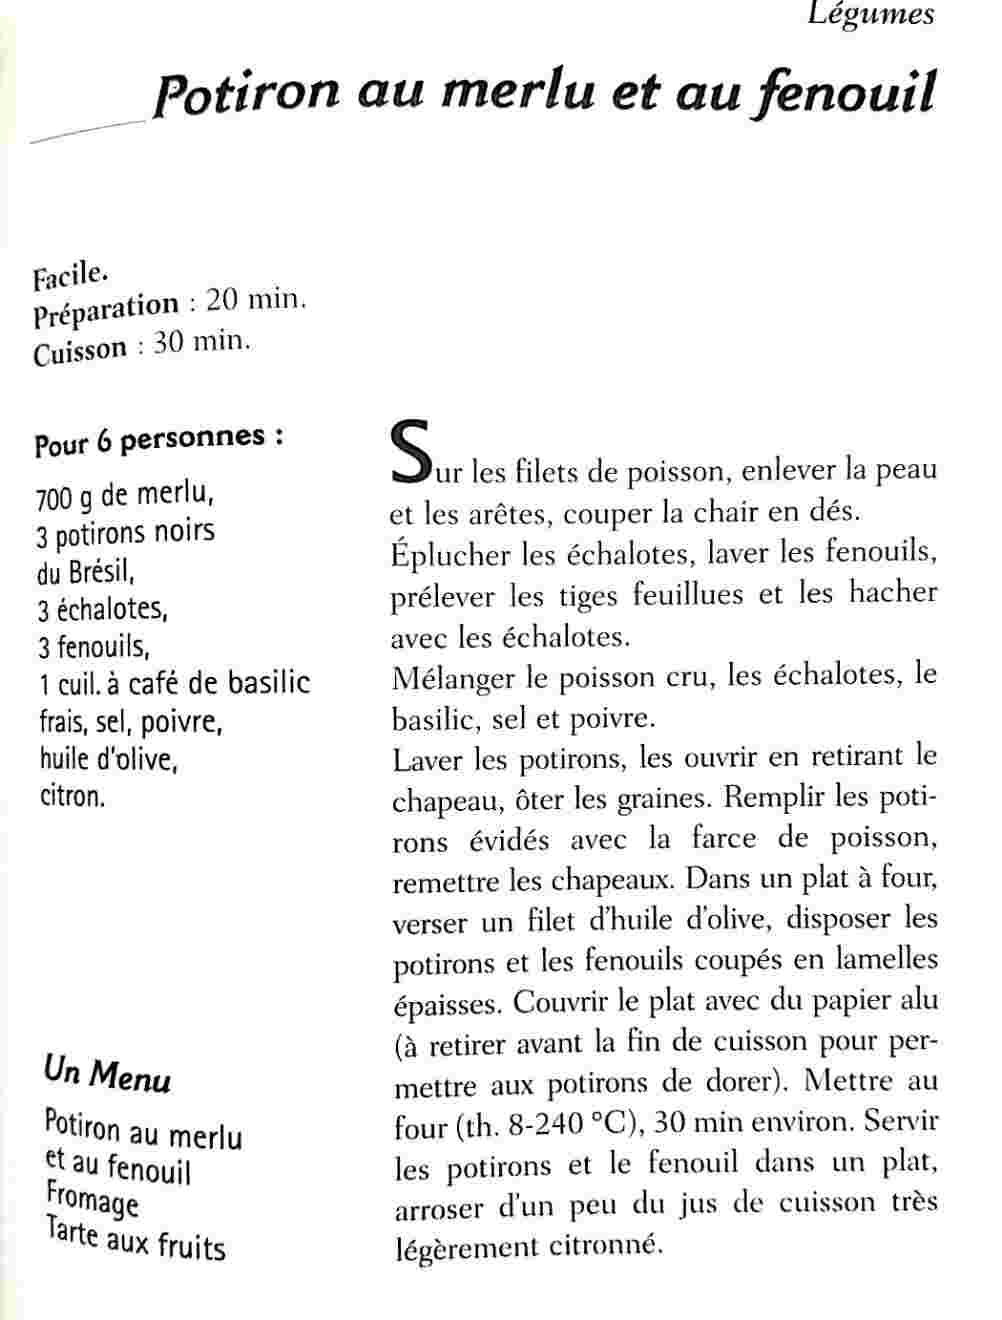 Légumes
Potiron au merlu et au fenouil
Facile.
Préparation : 20 min.
Cuisson : 30 min.
Pour 6 personnes :
700 g de merlu,
3 potirons noirs
du Brésil,
3 échalotes,
3 fenouils,
1 cuil. à café de basilic
frais, sel, poivre,
huile d'olive,
citron.
Sur les filets de poisson, enlever la peau
et les arêtes, couper la chair en dés.
Éplucher les échalotes, laver les fenouils,
prélever les tiges feuillues et les hacher
avec les échalotes.
Mélanger le poisson cru, les échalotes, le
basilic, sel et poivre.
Laver les potirons, les ouvrir en retirant le
chapeau, ôter les graines. Remplir les poti-
rons évidés avec la farce de poisson,
remettre les chapeaux. Dans un plat à four,
verser un filet d'huile d'olive, disposer les
potirons et les fenouils coupés en lamelles
épaisses. Couvrir le plat avec du papier alu
(à retirer avant la fin de cuisson pour per-
mettre aux potirons de dorer). Mettre au
four (th. 8-240 °C), 30 min environ. Servir
les potirons et le fenouil dans un plat,
arroser d'un peu du jus de cuisson très
légèrement citronné.
Un Menu
Potiron au merlu
et au fenouil
Fromage
Tarte aux fruits